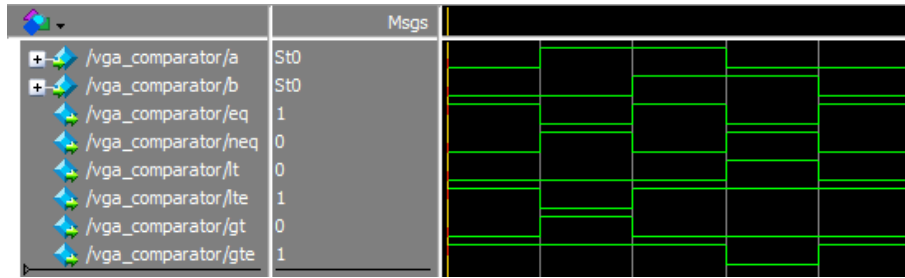 Msgs
/vga_comparator/a St0
/vga_comparator/b St0
/vga_comparator/eq 1
/vga_comparator/neq 0
/vga_comparator/lt 0
/vga_comparator/lte 1
/vga_comparator/gt 0
/vga_comparator/gte 1